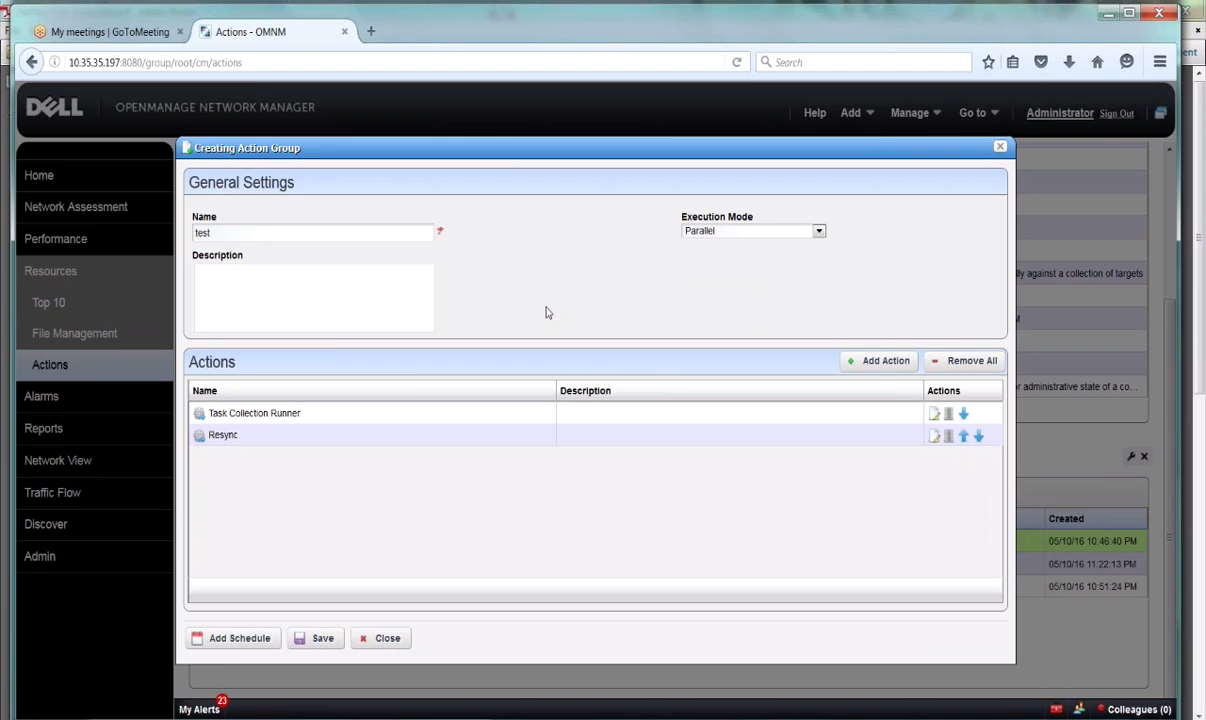 My meetings | GoToMeeting
Actions - OMNM
10.35.35.197:8080/group/root/cm/actions
Search
DELL
OPENMANAGE NETWORK MANAGER
Help
Add
Manage
Go to
Administrator
Sign Out
Home
Network Assessment
Performance
Resources
Top 10
File Management
Actions
Alarms
Reports
Network View
Traffic Flow
Discover
Admin
Creating Action Group
General Settings
Name
Execution Mode
test
Parallel
Description
Actions
Add Action
Remove All
Name
Description
Actions
Task Collection Runner
Resync
Add Schedule
Save
Close
ly against a collection of targets
or administrative state of a co...
Created
05/10/16 10:46:40 PM
05/10/16 11:22:13 PM
05/10/16 10:51:24 PM
My Alerts
23
Colleagues (0)
ent